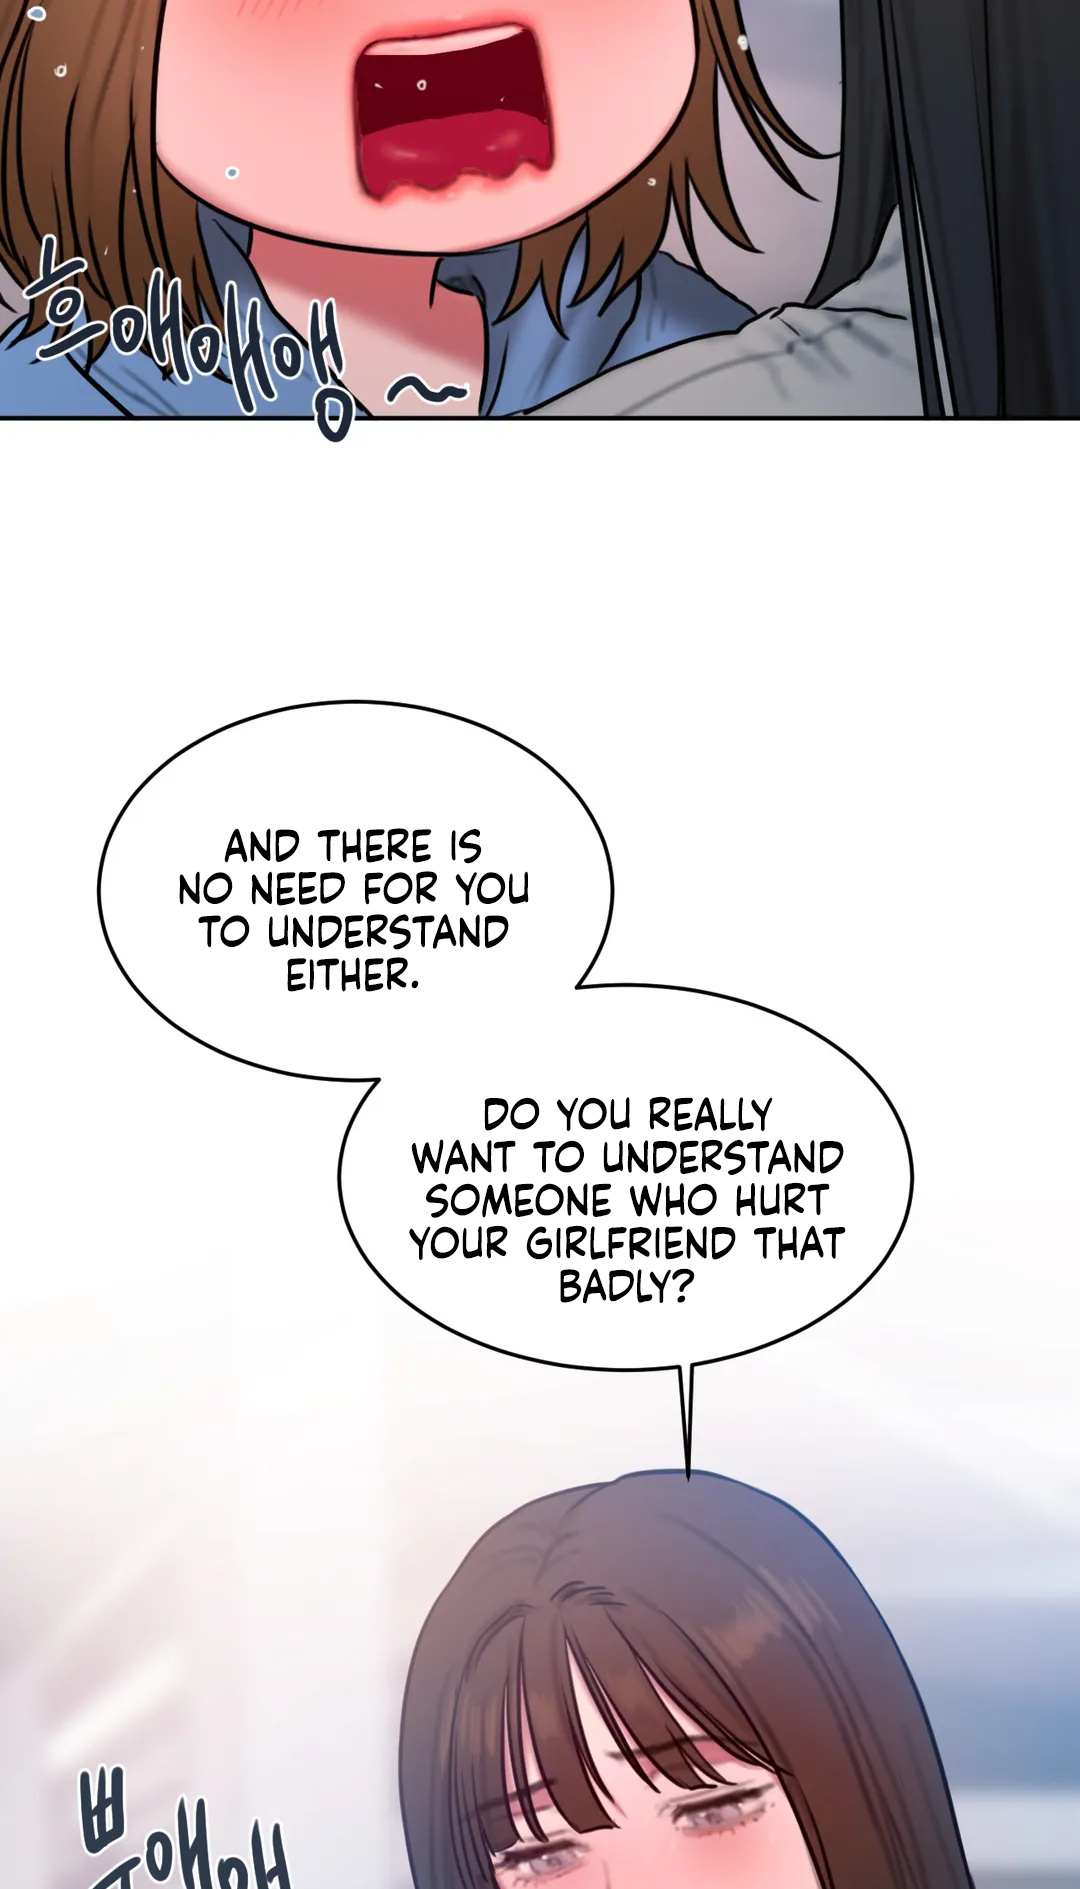 흐애애앵~
AND THERE IS
NO NEED FOR YOU
TO UNDERSTAND
EITHER.
DO YOU REALLY
WANT TO UNDERSTAND
SOMEONE WHO HURT
YOUR GIRLFRIEND THAT
BADLY?